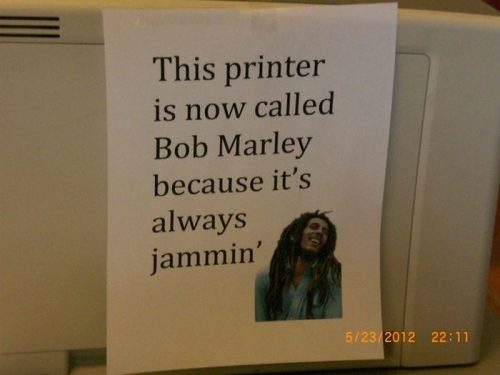 This printer
is now called
Bob Marley
because it’s
always
jammin’
5/23/2012 22:11